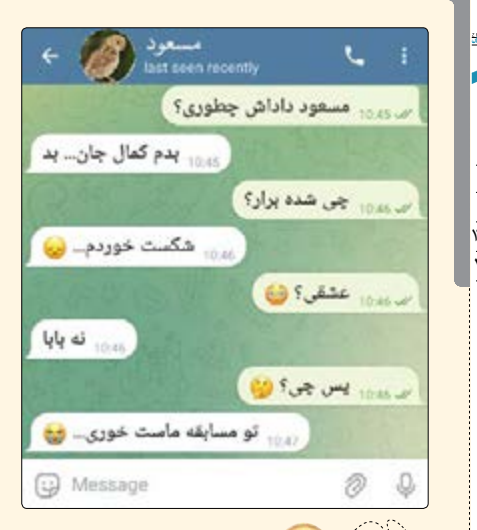 مسعود
last seen recently
مسعود داداش چطوری؟ 10:45
بدم کمال جان... بد 10:45
چی شده برار؟ 10:46
شکست خوردم... 😞 10:46
عشقی؟ 😂 10:46
نه بابا 10:46
پس چی؟ 🤔 10:46
تو مسابقه ماست خوری... 😭 10:47
Message